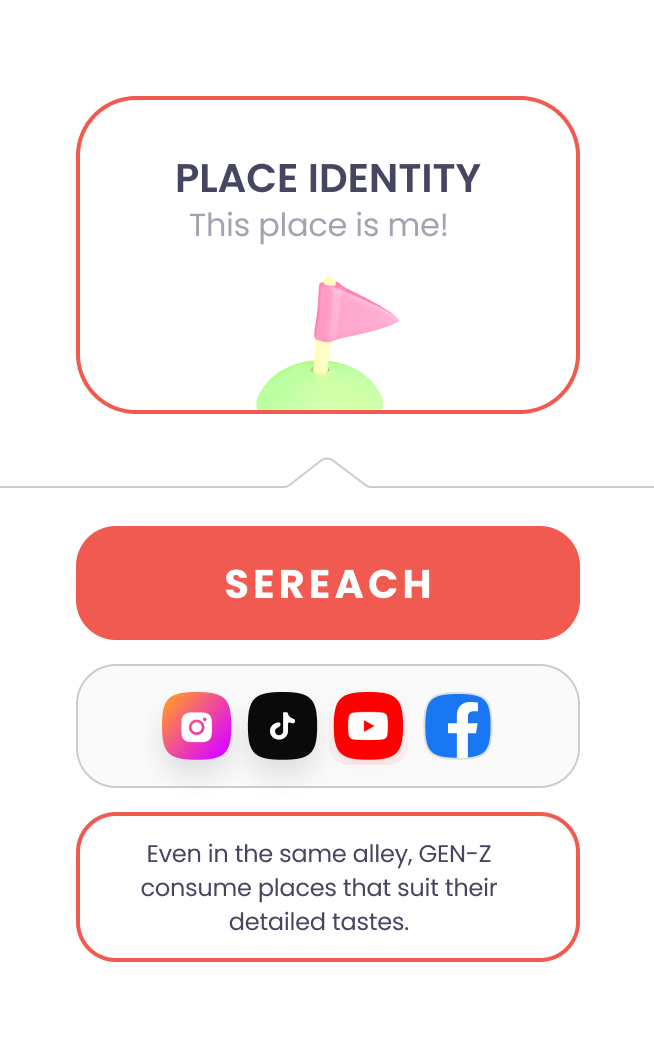 PLACE IDENTITY
This place is me!
SEREACH
Even in the same alley, GEN-Z
consume places that suit their
detailed tastes.